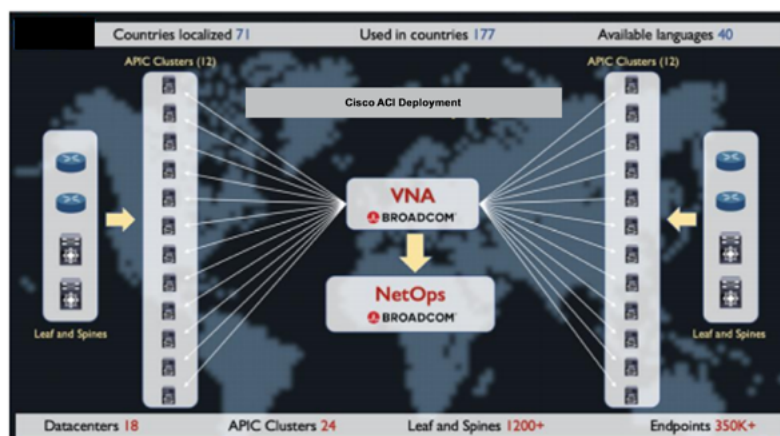 Countries localized 71
Used in countries 177
Available languages 40
APIC Clusters (12)
APIC Clusters (12)
Cisco ACI Deployment
VNA
BROADCOM
NetOps
BROADCOM
Leaf and Spines
Leaf and Spines
Datacenters 18
APIC Clusters 24
Leaf and Spines 1200+
Endpoints 350K+